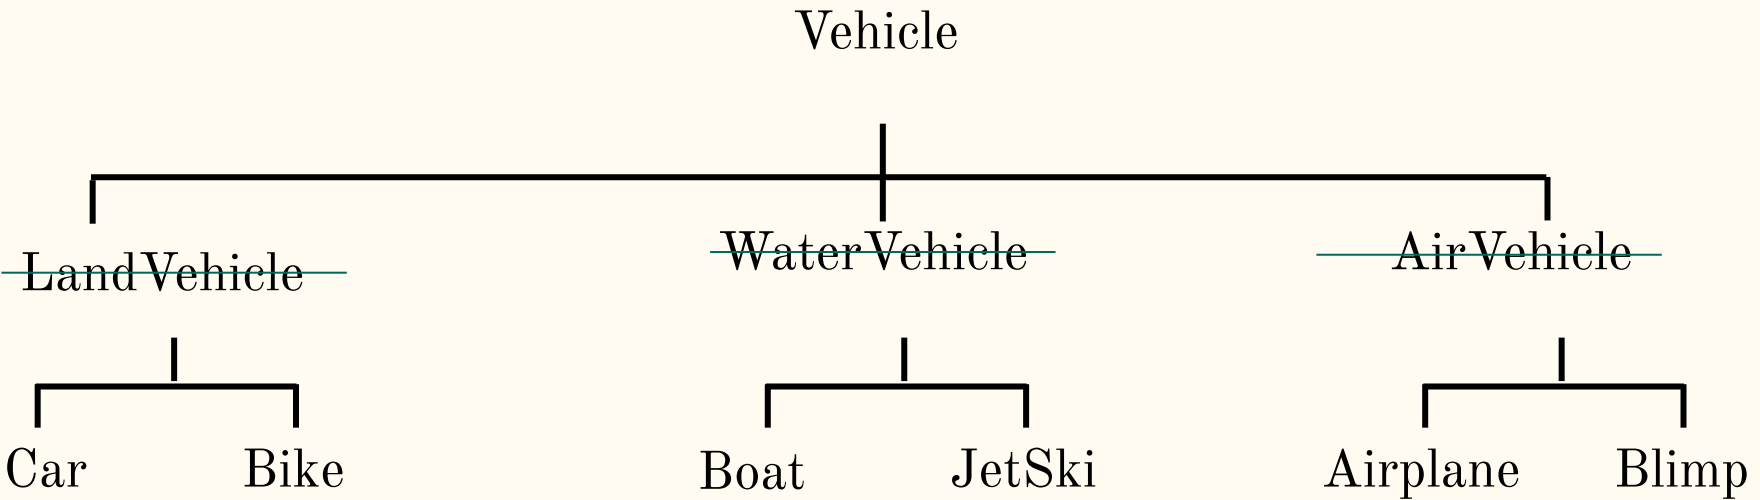 Vehicle
LandVehicle
WaterVehicle
AirVehicle
Car
Bike
Boat
JetSki
Airplane
Blimp